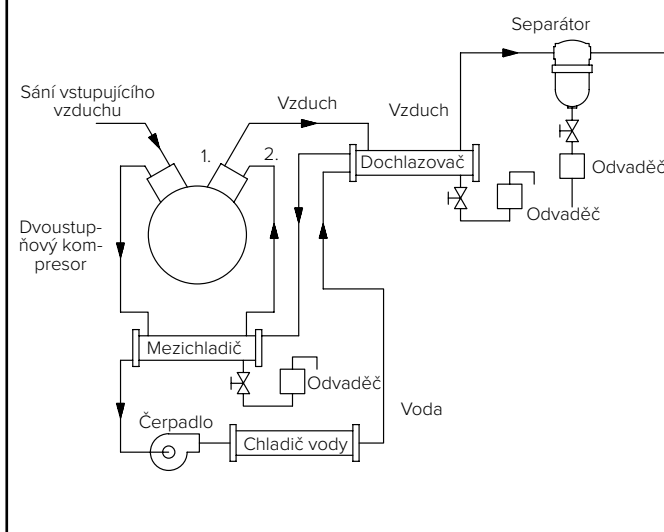 Separátor
Sání vstupujícího
vzduchu
Vzduch
Vzduch
1.
2.
Dochlazovač
Odvaděč
Odvaděč
Dvoustup-
ňový kom-
presor
Mezichladič
Odvaděč
Voda
Čerpadlo
Chladič vody